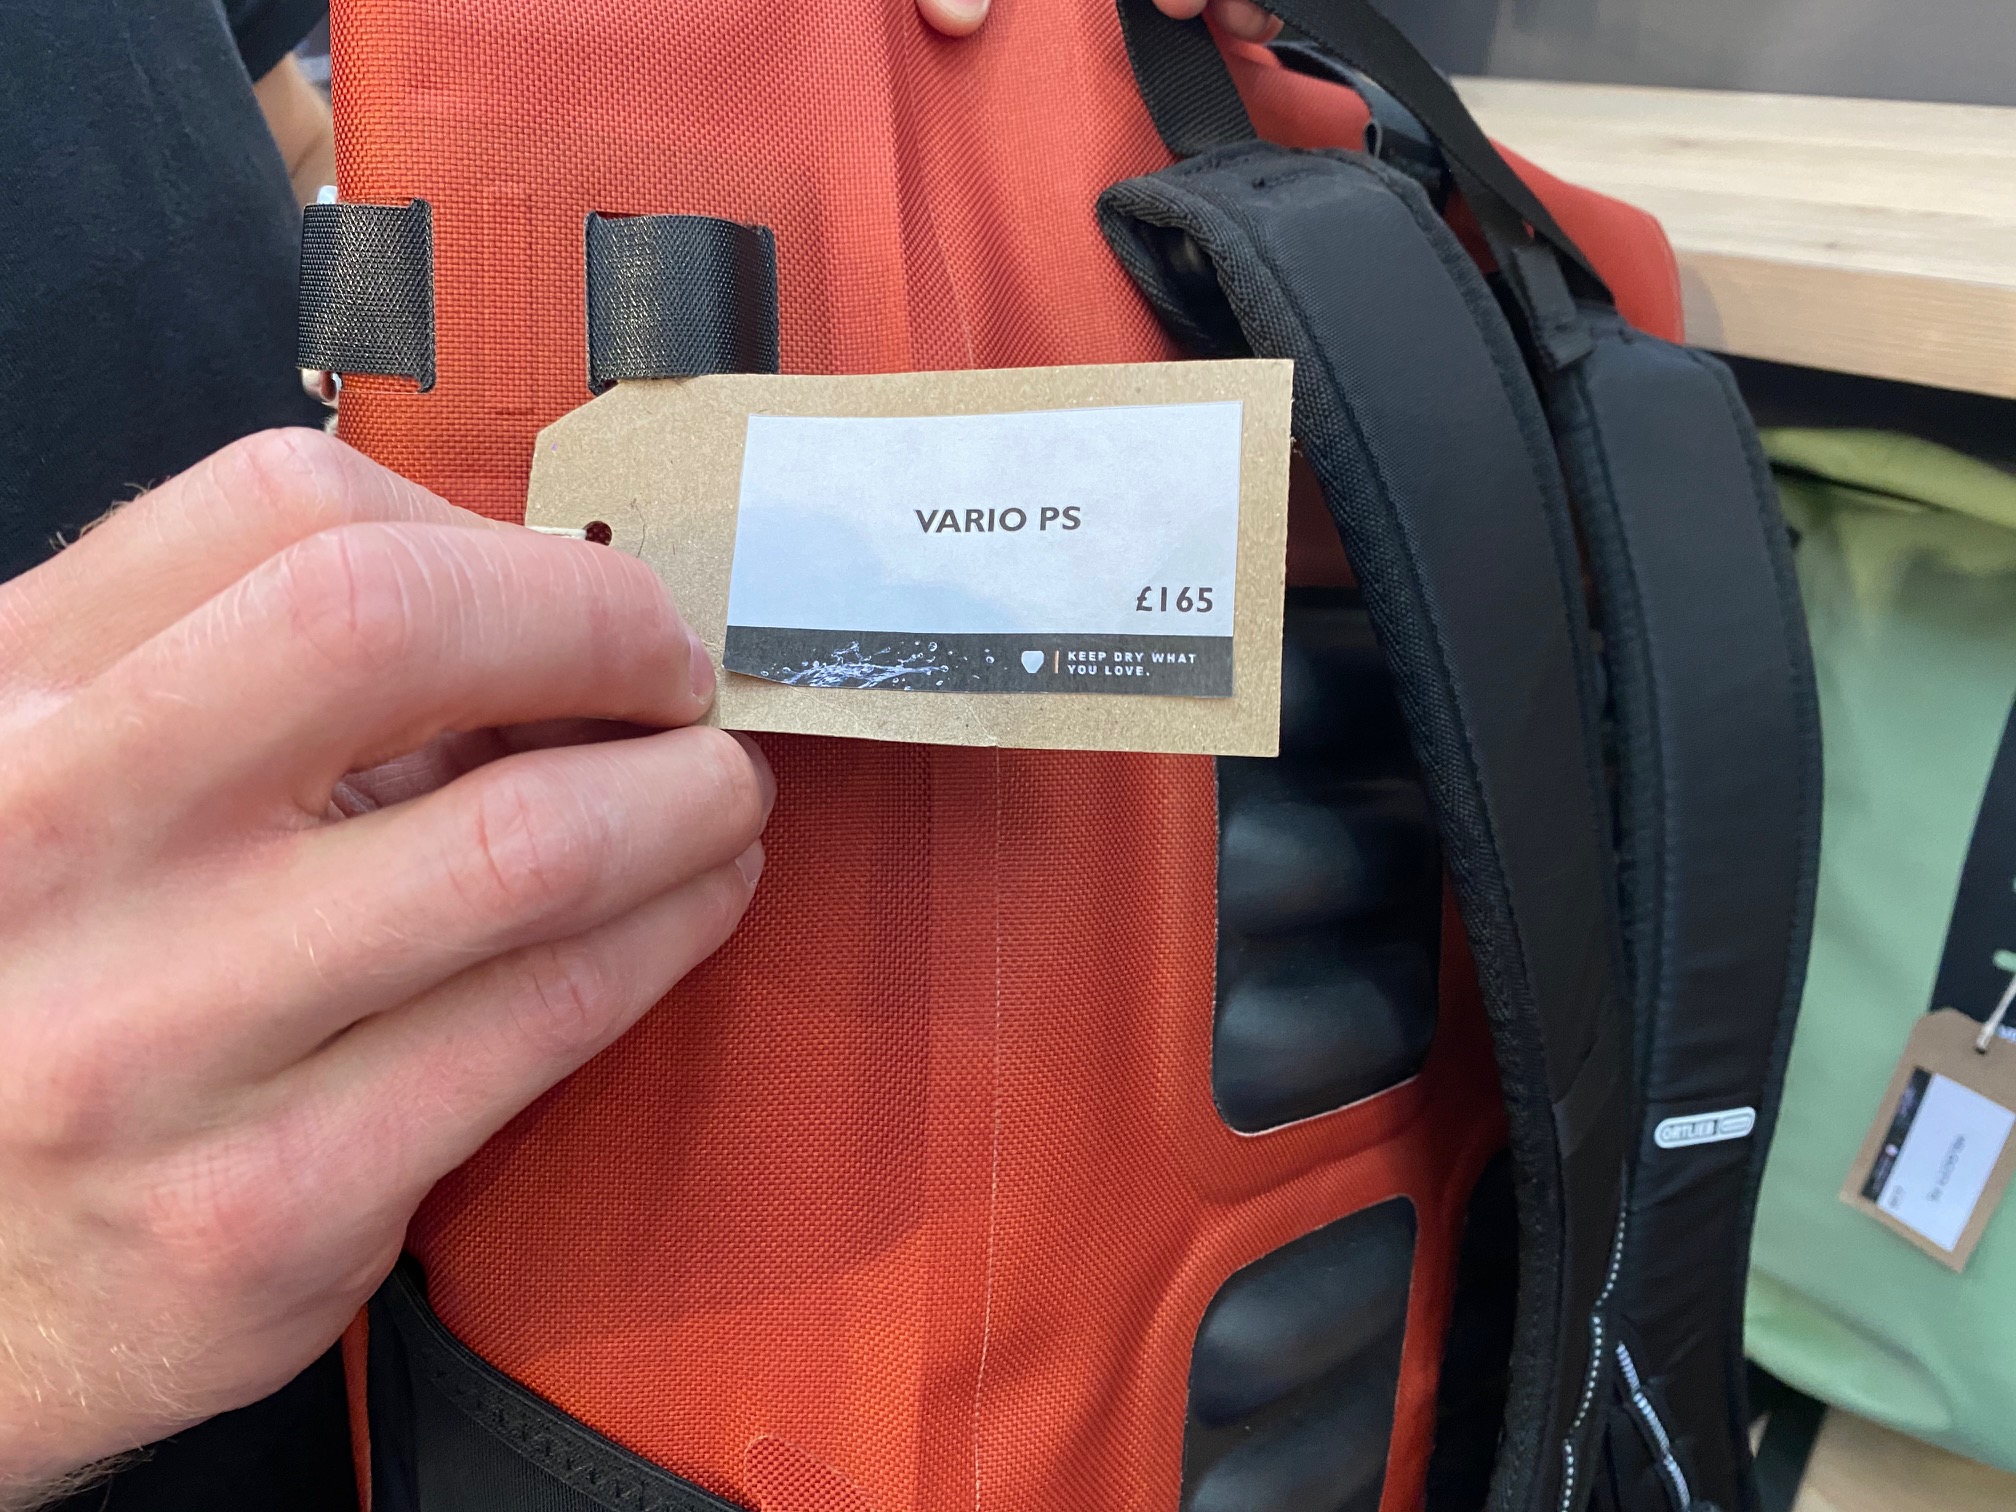 VARIO PS
£165
KEEP DRY WHAT
YOU LOVE.
ORTLIEB